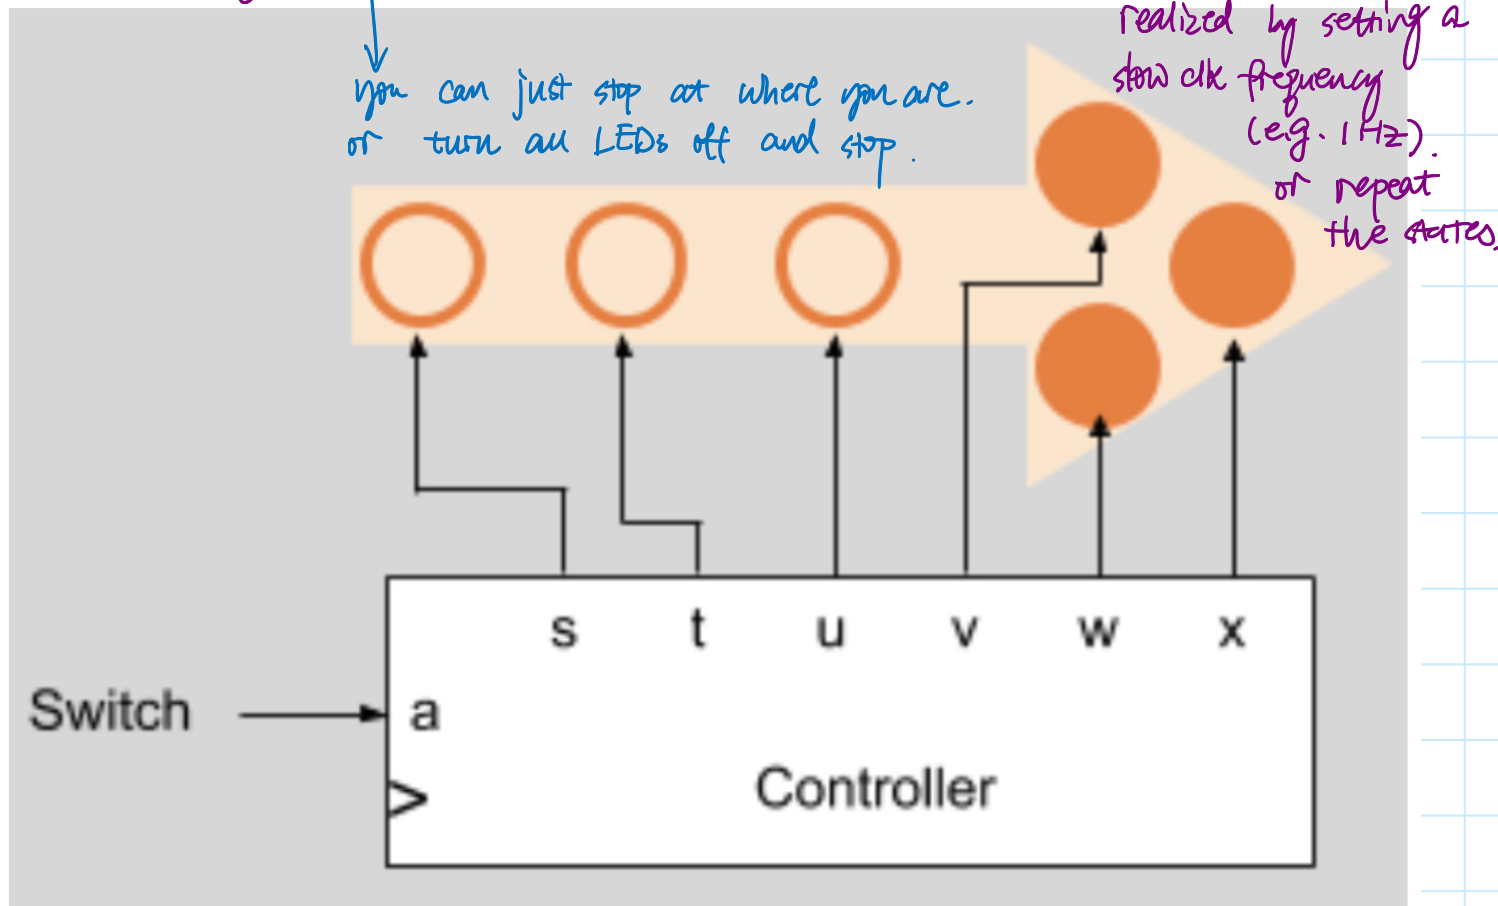 you can just stop at where you are.
or turn all LEDs off and stop.
realized by setting a
slow clk frequency
(e.g. 1Hz).
or repeat
the states.
s t u v w x
Switch
a
Controller